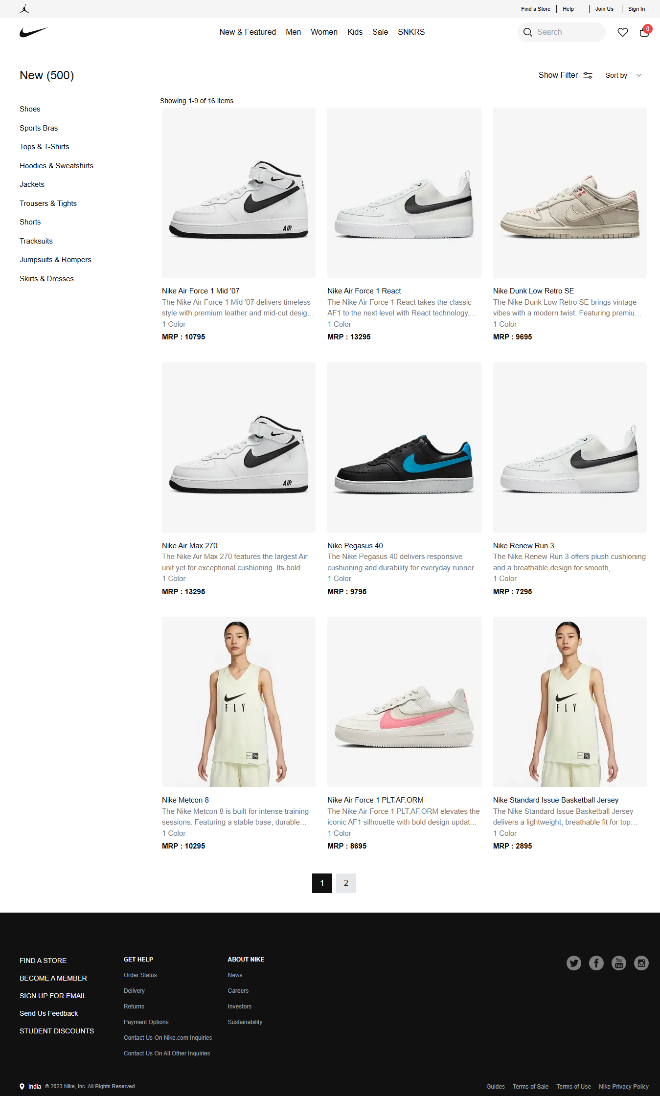 Find a Store
Help
Join Us
Sign In
New & Featured
Men
Women
Kids
Sale
SNKRS
Search
0
New (500)
Show Filter
Sort by
Shoes
Sports Bras
Tops & T-Shirts
Hoodies & Sweatshirts
Jackets
Trousers & Tights
Shorts
Tracksuits
Jumpsuits & Rompers
Skirts & Dresses
Showing 1-9 of 16 items
AIR
Nike Air Force 1 Mid '07
The Nike Air Force 1 Mid '07 delivers timeless
style with premium leather and mid-cut desig...
1 Color
MRP : 10795
Nike Air Force 1 React
The Nike Air Force 1 React takes the classic
AF1 to the next level with React technology,...
1 Color
MRP : 13295
Nike Dunk Low Retro SE
The Nike Dunk Low Retro SE brings vintage
vibes with a modern twist. Featuring premiu...
1 Color
MRP : 9695
AIR
Nike Air Max 270
The Nike Air Max 270 features the largest Air
unit yet for exceptional cushioning. Its bold
1 Color
MRP : 13295
Nike Pegasus 40
The Nike Pegasus 40 delivers responsive
cushioning and durability for everyday runner
1 Color
MRP : 9795
Nike Renew Run 3
The Nike Renew Run 3 offers plush cushioning
and a breathable design for smooth,
1 Color
MRP : 7295
FLY
Nike Metcon 8
The Nike Metcon 8 is built for intense training
sessions. Featuring a stable base, durable...
1 Color
MRP : 10295
Nike Air Force 1 PLT.AF.ORM
The Nike Air Force 1 PLT.AF.ORM elevates the
iconic AF1 silhouette with bold design updat...
1 Color
MRP : 8695
FLY
Nike Standard Issue Basketball Jersey
The Nike Standard Issue Basketball Jersey
delivers a lightweight, breathable fit for top...
1 Color
MRP : 2895
1
2
FIND A STORE
BECOME A MEMBER
SIGN UP FOR EMAIL
Send Us Feedback
STUDENT DISCOUNTS
GET HELP
Order Status
Delivery
Returns
Payment Options
Contact Us On Nike.com Inquiries
Contact Us On All Other Inquiries
ABOUT NIKE
News
Careers
Investors
Sustainability
You
Tube
India
© 2023 Nike, Inc. All Rights Reserved
Guides
Terms of Sale
Terms of Use
Nike Privacy Policy